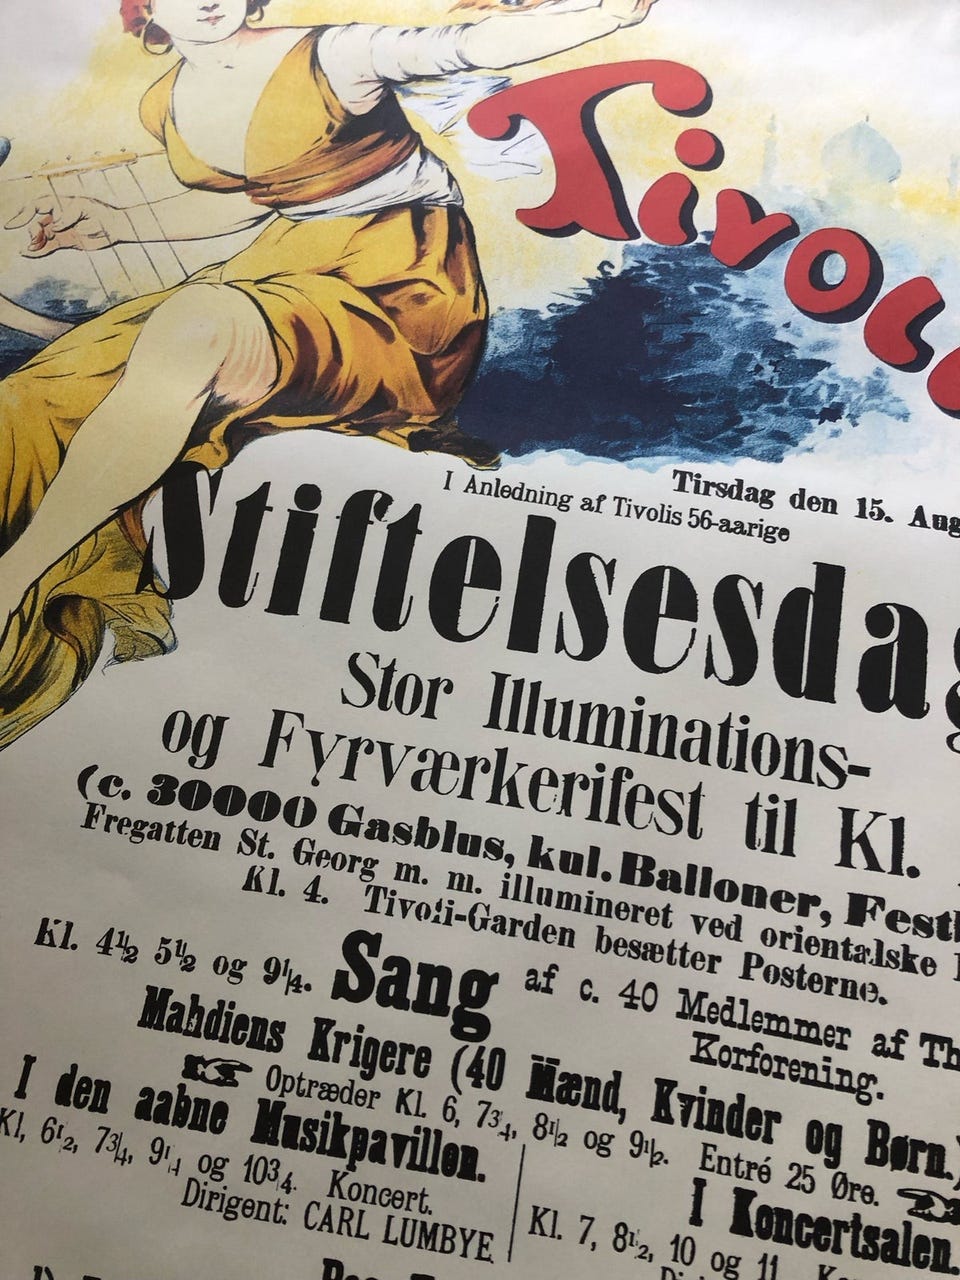 Tivoli
Tirsdag den 15. Aug
I Anledning af Tivolis 56-aarige
Stiftelsesdag
Stor Illuminations-
og Fyrværkerifest til Kl.
(c. 30000 Gasblus, kul. Balloner, Fest
Fregatten St. Georg m. m. illumineret ved orientalske
Kl. 4. Tivoli-Garden besætter Posterne.
Kl. 4½ 5½ og 9¼. Sang af c. 40 Medlemmer af Th
Korforening.
Mahdiens Krigere (40 Mænd, Kvinder og Børn.)
Optræder Kl. 6, 7¾, 8½ og 9½. Entré 25 Øre.
I den aabne Musikpavillon.
Kl, 6½, 7¾, 9¼ og 10¾. Koncert.
Dirigent: CARL LUMBYE
I Koncertsalen.
Kl. 7, 8½, 10 og 11